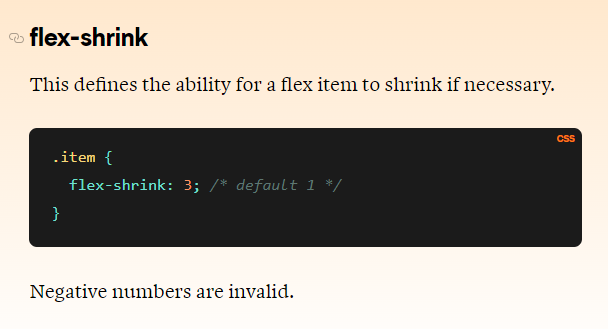 flex-shrink
This defines the ability for a flex item to shrink if necessary.
CSS
.item {
  flex-shrink: 3; /* default 1 */
}
Negative numbers are invalid.